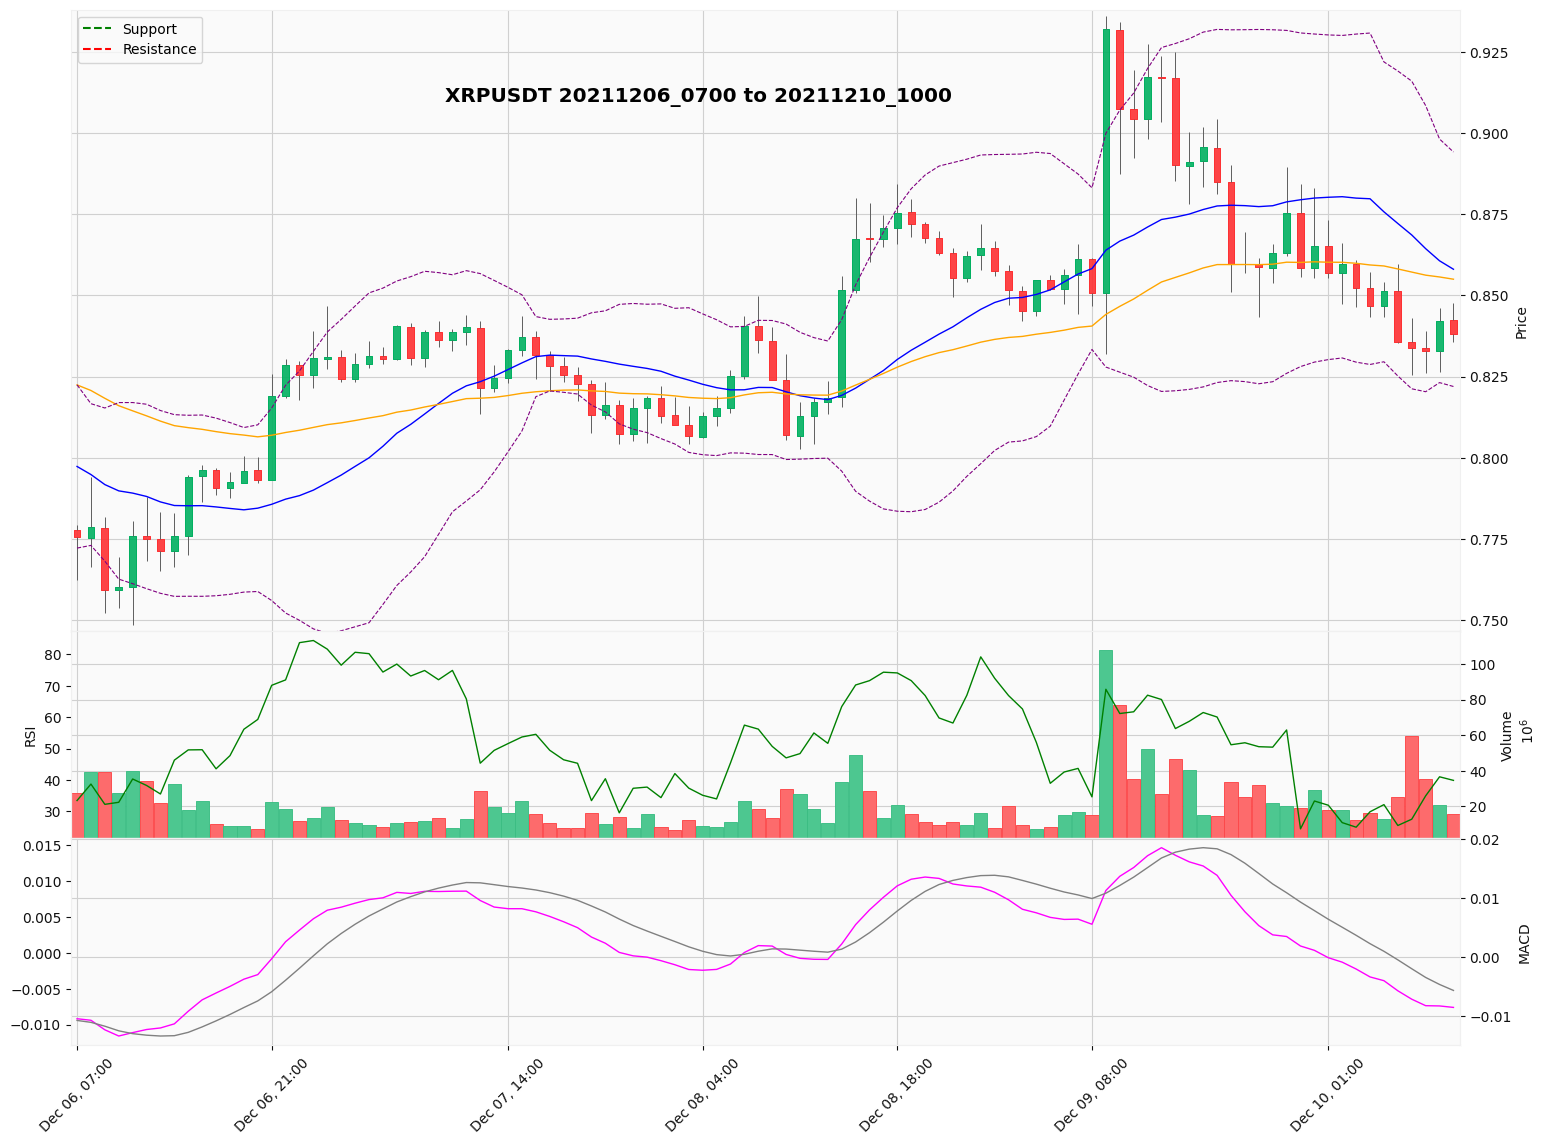 Support
Resistance
XRPUSDT 20211206_0700 to 20211210_1000
0.925
0.900
0.875
0.850
0.825
0.800
0.775
0.750
Price
80
70
60
50
40
30
RSI
100
80
60
40
20
Volume
10^6
0.015
0.010
0.005
0.000
−0.005
−0.010
0.02
0.01
0.00
−0.01
MACD
Dec 06, 07:00
Dec 06, 21:00
Dec 07, 14:00
Dec 08, 04:00
Dec 08, 18:00
Dec 09, 08:00
Dec 10, 01:00